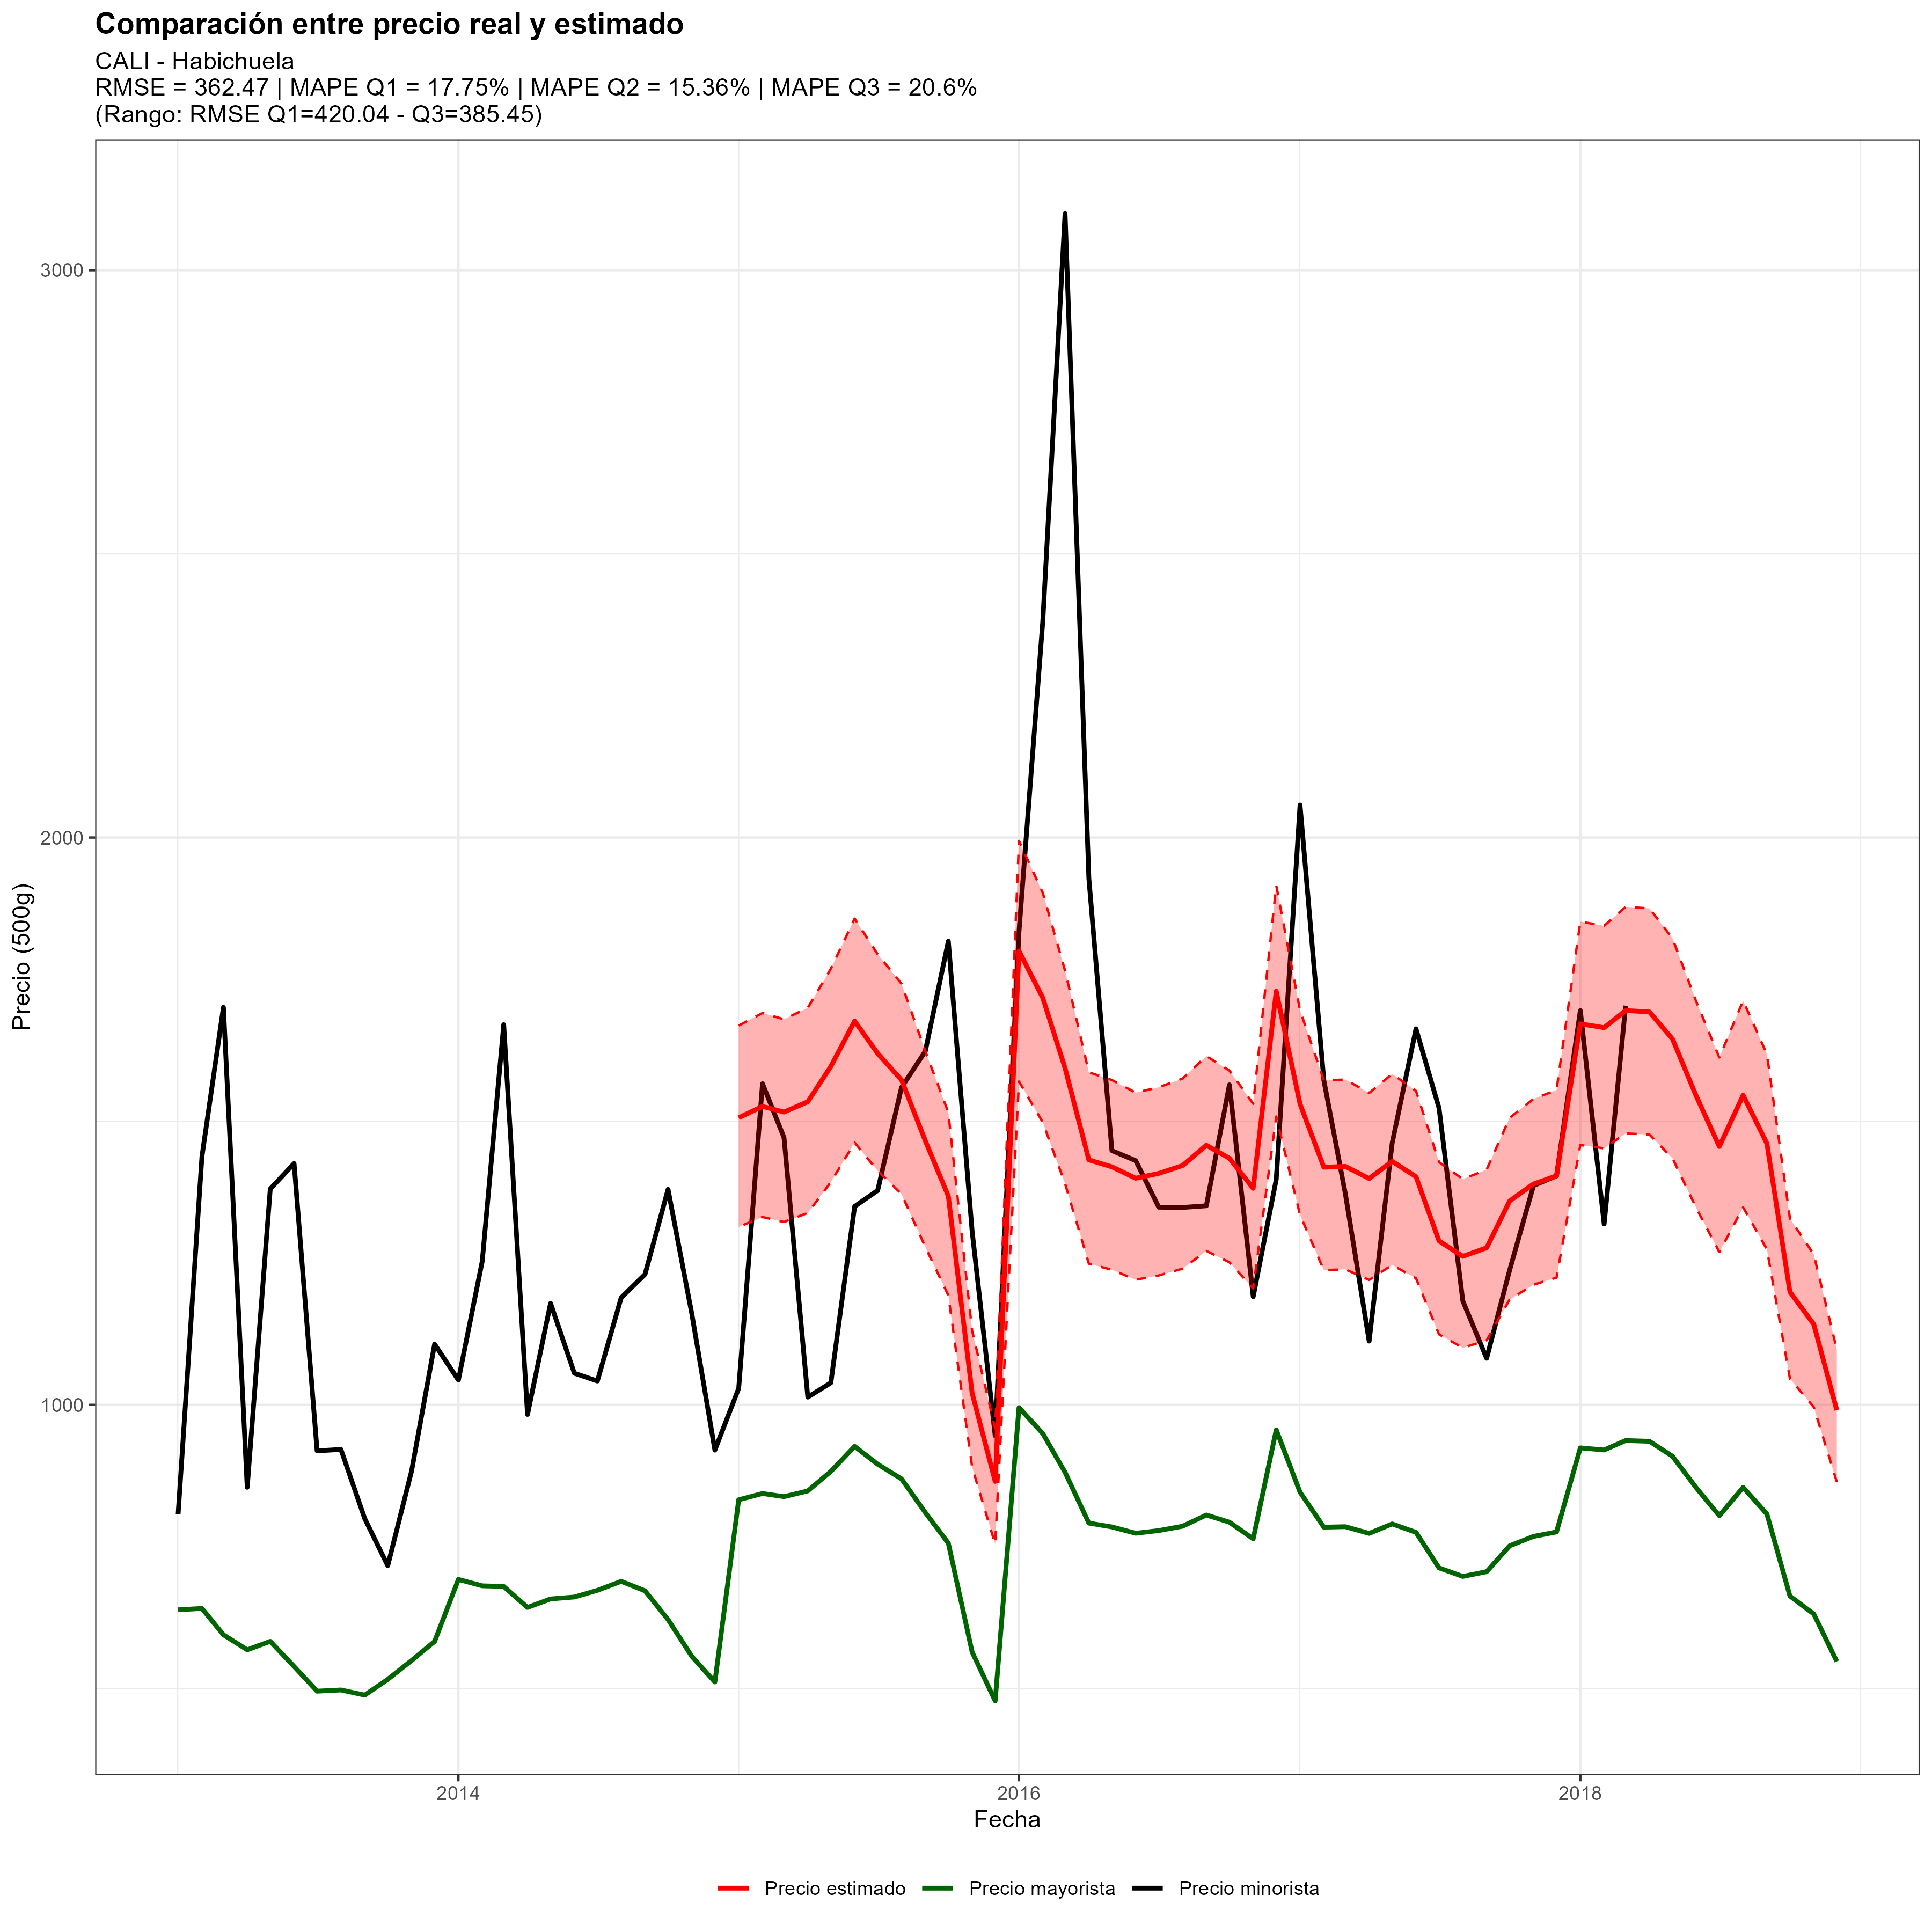 Comparación entre precio real y estimado
CALI - Habichuela
RMSE = 362.47 | MAPE Q1 = 17.75% | MAPE Q2 = 15.36% | MAPE Q3 = 20.6%
(Rango: RMSE Q1=420.04 - Q3=385.45)
Precio (500g)
3000
2000
1000
2014
2016
2018
Fecha
Precio estimado
Precio mayorista
Precio minorista